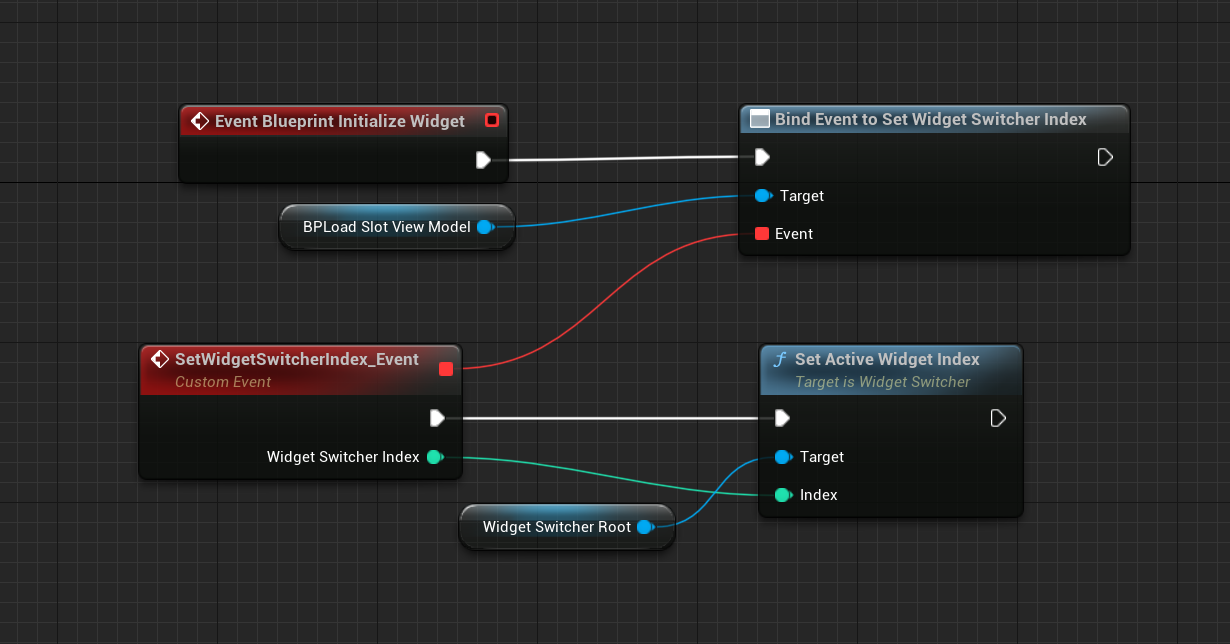 Event Blueprint Initialize Widget
Bind Event to Set Widget Switcher Index
Target
BPLoad Slot View Model
Event
SetWidgetSwitcherIndex_Event
Custom Event
Set Active Widget Index
Target is Widget Switcher
Widget Switcher Index
Target
Index
Widget Switcher Root